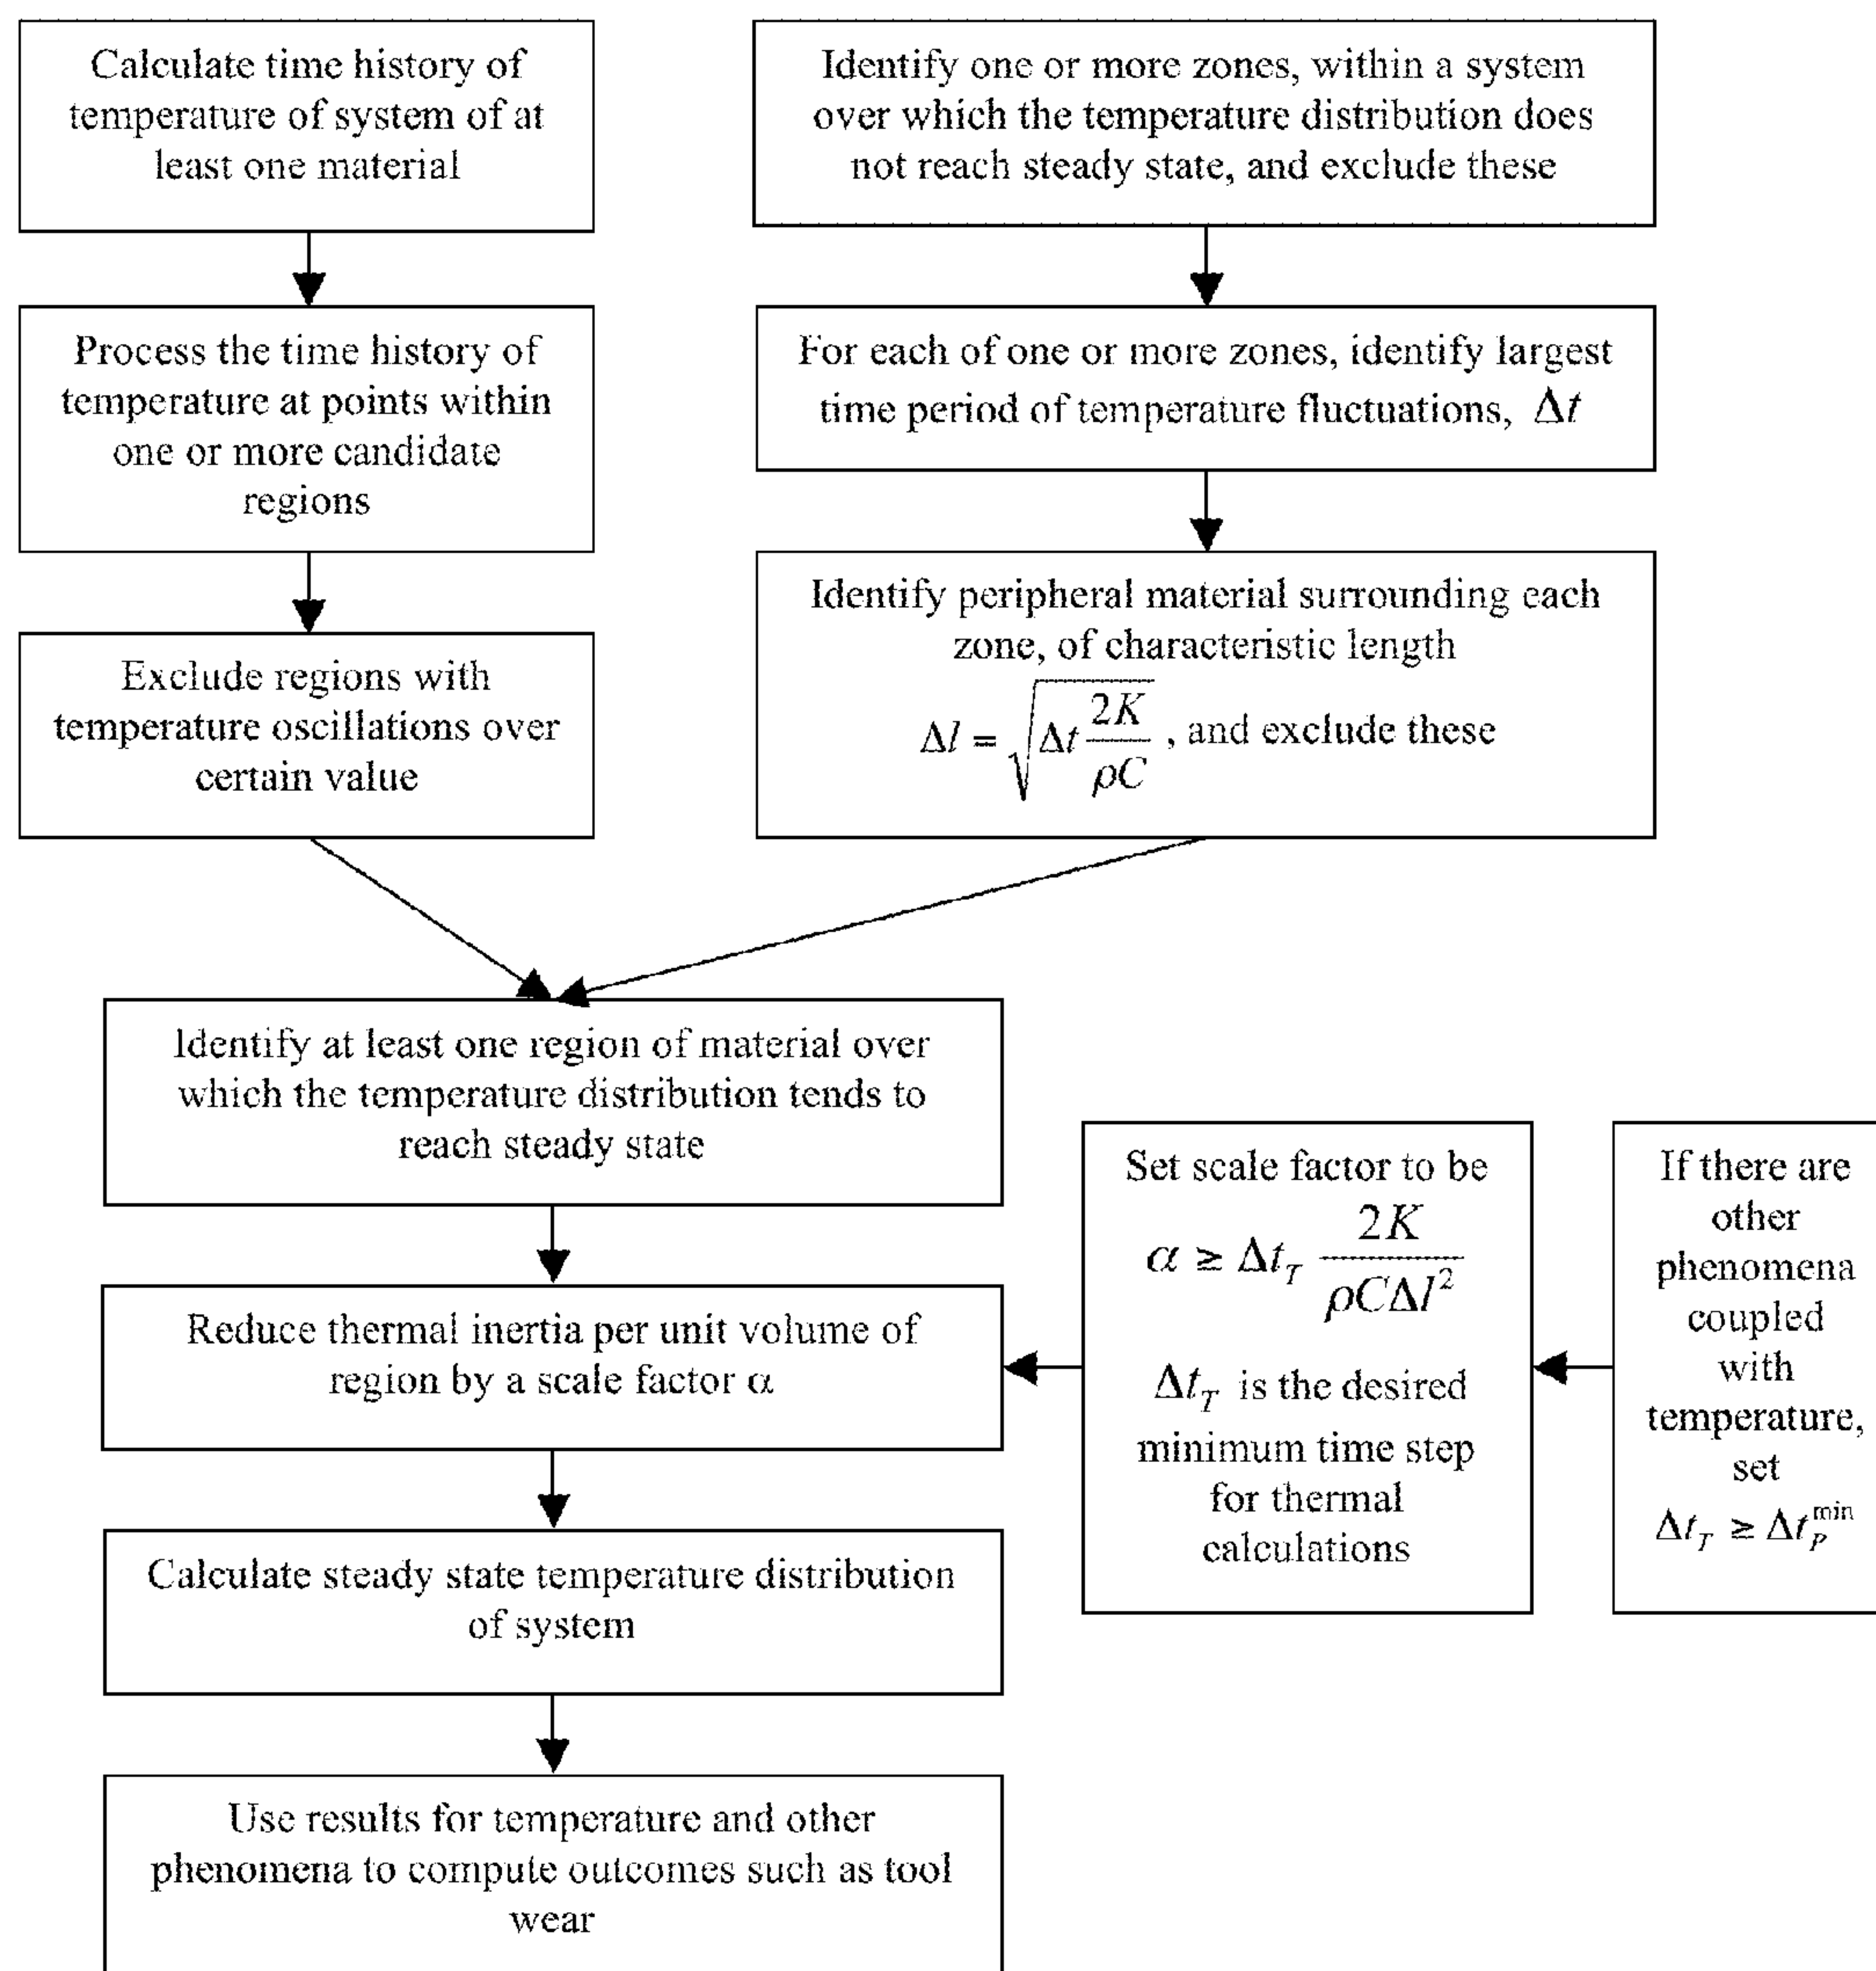 Calculate time history of
temperature of system of at
least one material
Process the time history of
temperature at points within
one or more candidate
regions
Exclude regions with
temperature oscillations over
certain value
Identify one or more zones, within a system
over which the temperature distribution does
not reach steady state, and exclude these
For each of one or more zones, identify largest
time period of temperature fluctuations, Δt
Identify peripheral material surrounding each
zone, of characteristic length
Δl = √(Δt 2K/ρC) , and exclude these
Identify at least one region of material over
which the temperature distribution tends to
reach steady state
Reduce thermal inertia per unit volume of
region by a scale factor α
Calculate steady state temperature distribution
of system
Use results for temperature and other
phenomena to compute outcomes such as tool
wear
Set scale factor to be
α ≥ Δt_T 2K/ρCΔl²
Δt_T is the desired
minimum time step
for thermal
calculations
If there are
other
phenomena
coupled
with
temperature,
set
Δt_T ≥ Δt_P^min